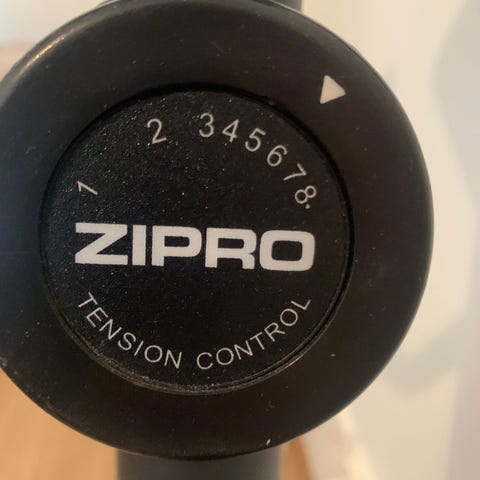 1 2 345678
ZIPRO
TENSION CONTROL